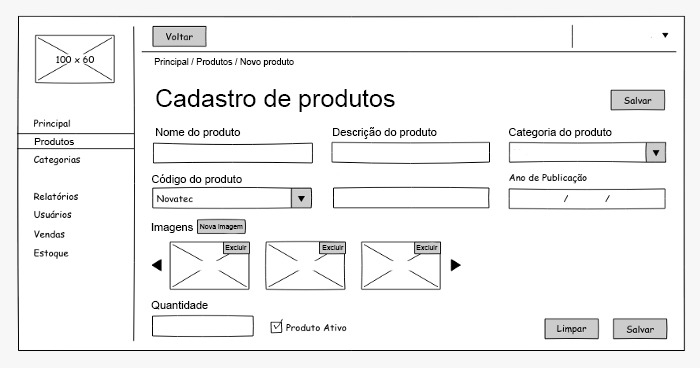 Voltar
100 x 60
Principal / Produtos / Novo produto
Cadastro de produtos
Salvar
Principal
Produtos
Categorias
Relatórios
Usuários
Vendas
Estoque
Nome do produto
Descrição do produto
Categoria do produto
Código do produto
Ano de Publicação
Novatec
/ /
Imagens
Nova Imagem
Excluir
Excluir
Excluir
Quantidade
Produto Ativo
Limpar
Salvar